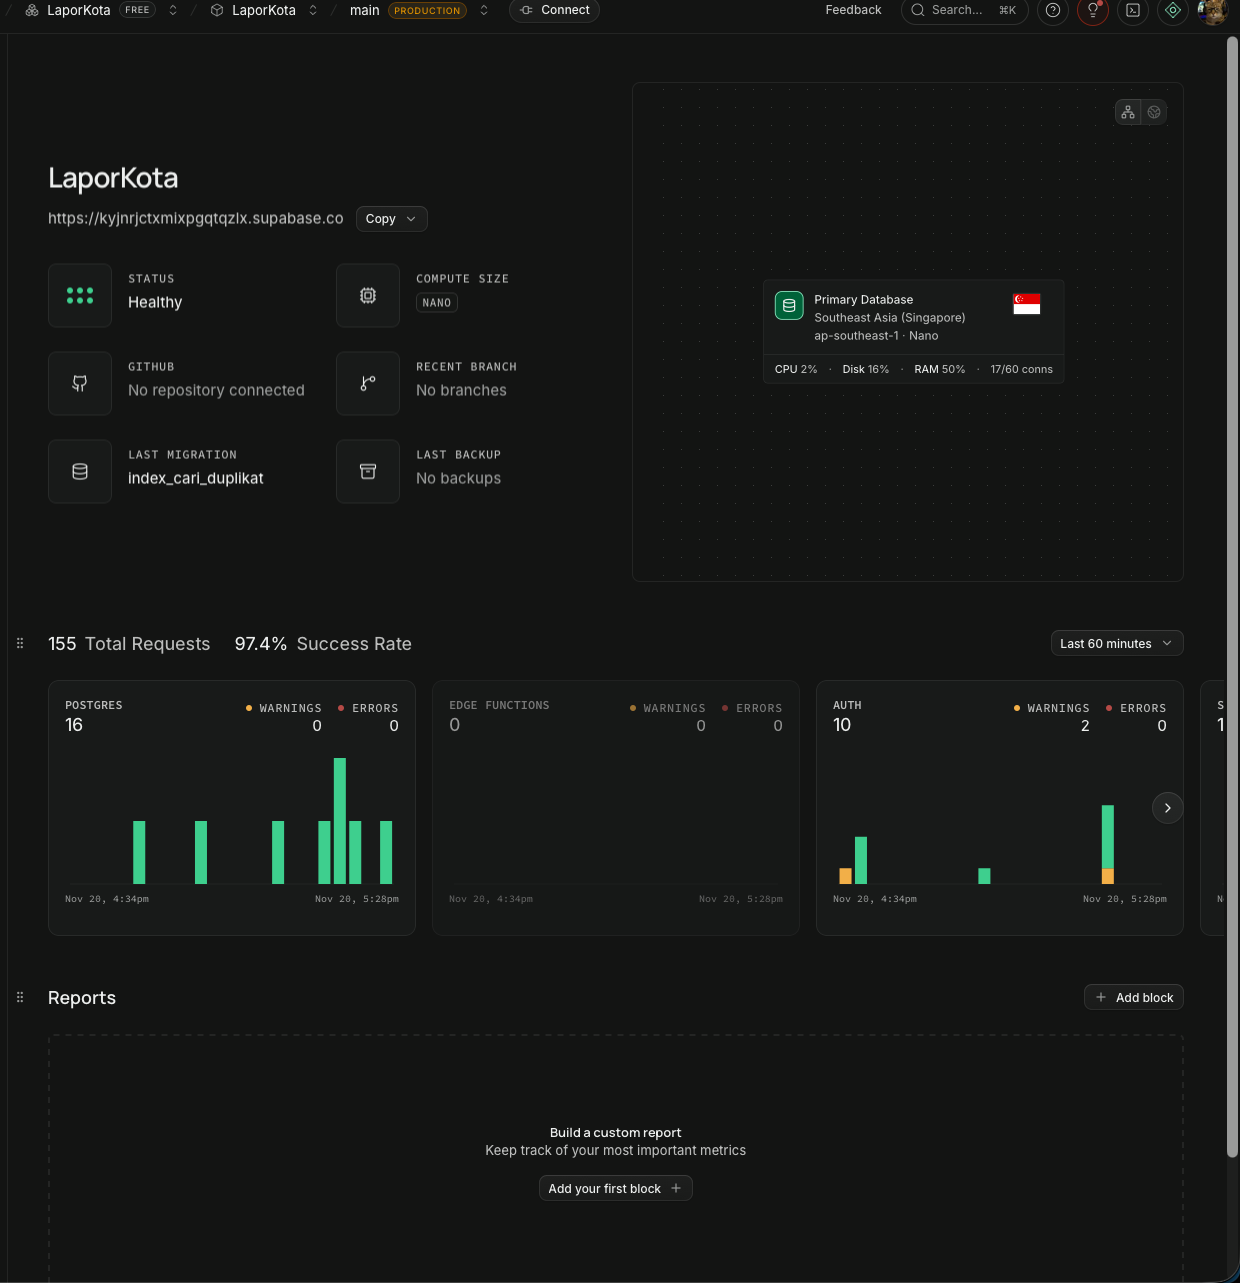 LaporKota FREE LaporKota main PRODUCTION Connect Feedback Search... ⌘K
LaporKota
https://kyjnrjctxmixpgqtqzlx.supabase.co Copy
STATUS
Healthy
COMPUTE SIZE
NANO
GITHUB
No repository connected
RECENT BRANCH
No branches
LAST MIGRATION
index_cari_duplikat
LAST BACKUP
No backups
Primary Database
Southeast Asia (Singapore)
ap-southeast-1 · Nano
CPU 2% · Disk 16% · RAM 50% · 17/60 conns
155 Total Requests 97.4% Success Rate
Last 60 minutes
POSTGRES
16
WARNINGS
0
ERRORS
0
Nov 20, 4:34pm
Nov 20, 5:28pm
EDGE FUNCTIONS
0
WARNINGS
0
ERRORS
0
Nov 20, 4:34pm
Nov 20, 5:28pm
AUTH
10
WARNINGS
2
ERRORS
0
Nov 20, 4:34pm
Nov 20, 5:28pm
Reports
Add block
Build a custom report
Keep track of your most important metrics
Add your first block